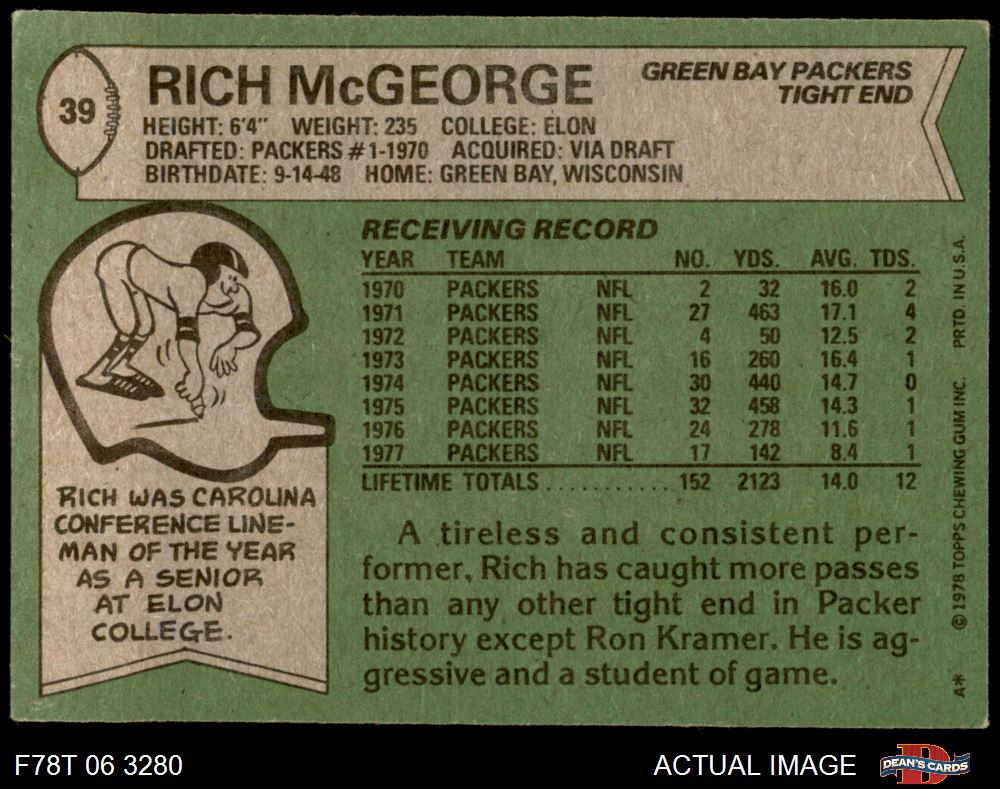 39
RICH McGEORGE
GREEN BAY PACKERS
TIGHT END
HEIGHT: 6'4" WEIGHT: 235 COLLEGE: ELON
DRAFTED: PACKERS #1-1970 ACQUIRED: VIA DRAFT
BIRTHDATE: 9-14-48 HOME: GREEN BAY, WISCONSIN
RICH WAS CAROLINA
CONFERENCE LINE-
MAN OF THE YEAR
AS A SENIOR
AT ELON
COLLEGE.
RECEIVING RECORD
YEAR TEAM NO. YDS. AVG. TDS.
1970 PACKERS NFL 2 32 16.0 2
1971 PACKERS NFL 27 463 17.1 4
1972 PACKERS NFL 4 50 12.5 2
1973 PACKERS NFL 16 260 16.4 1
1974 PACKERS NFL 30 440 14.7 0
1975 PACKERS NFL 32 458 14.3 1
1976 PACKERS NFL 24 278 11.6 1
1977 PACKERS NFL 17 142 8.4 1
LIFETIME TOTALS .......... 152 2123 14.0 12
A tireless and consistent per-
former, Rich has caught more passes
than any other tight end in Packer
history except Ron Kramer. He is ag-
gressive and a student of game.
A* © 1978 TOPPS CHEWING GUM INC. PRTD. IN U.S.A.
F78T 06 3280
ACTUAL IMAGE
D
DEAN'S CARDS